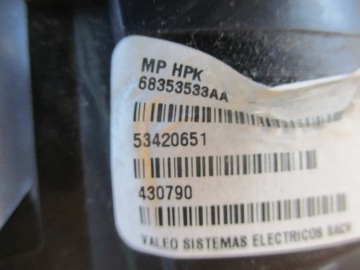 MP HPK
68353533AA
53420651
430790
VALEO SISTEMAS ELECTRICOS SACV